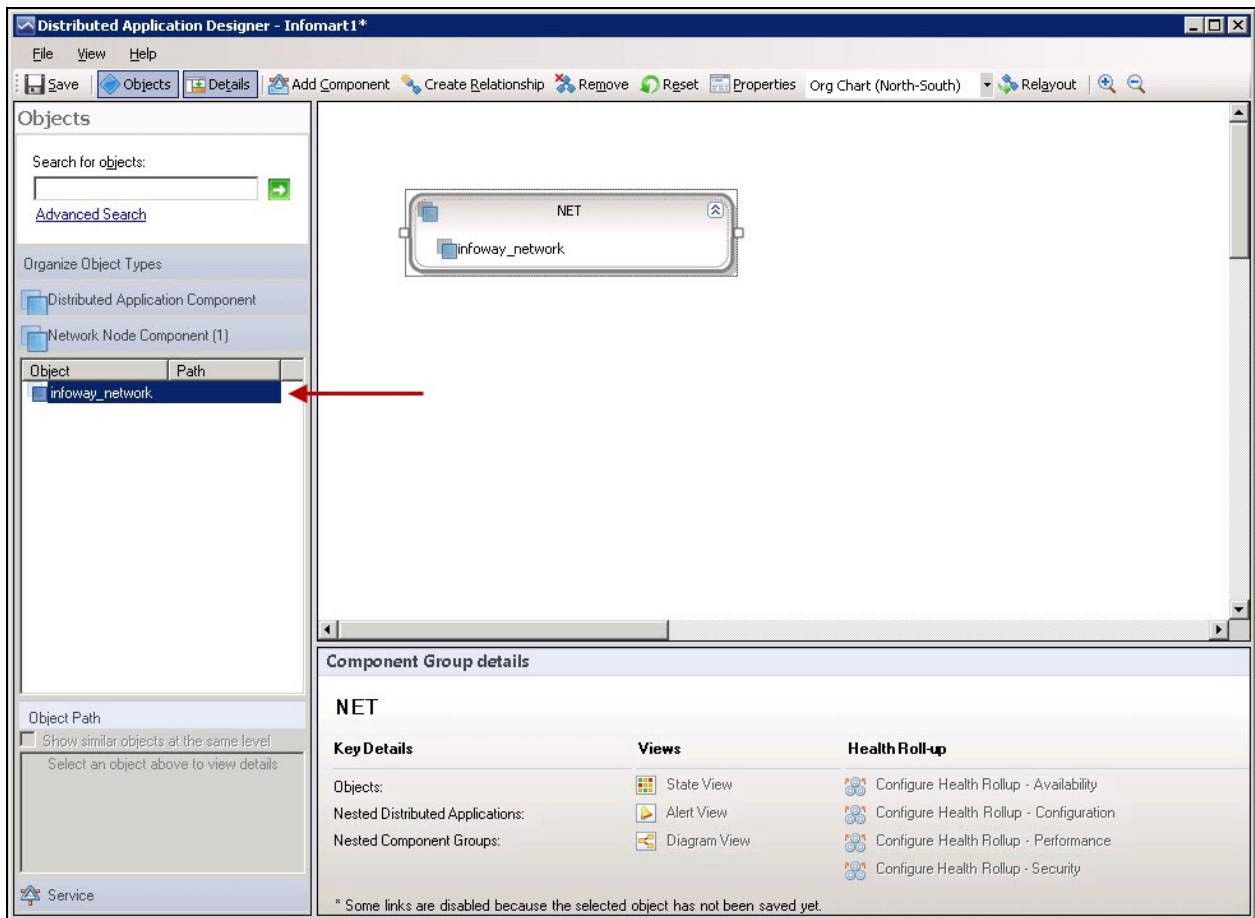 Distributed Application Designer - Infomart1*
File View Help
Save Objects Details Add Component Create Relationship Remove Reset Properties Org Chart (North-South) Relayout
Objects
Search for objects:
Advanced Search
Organize Object Types
Distributed Application Component
Network Node Component (1)
Object Path
infoway_network
Object Path
Show similar objects at the same level
Select an object above to view details
Service
NET
infoway_network
Component Group details
NET
Key Details Views Health Roll-up
Objects: State View Configure Health Rollup - Availability
Nested Distributed Applications: Alert View Configure Health Rollup - Configuration
Nested Component Groups: Diagram View Configure Health Rollup - Performance
Configure Health Rollup - Security
* Some links are disabled because the selected object has not been saved yet.